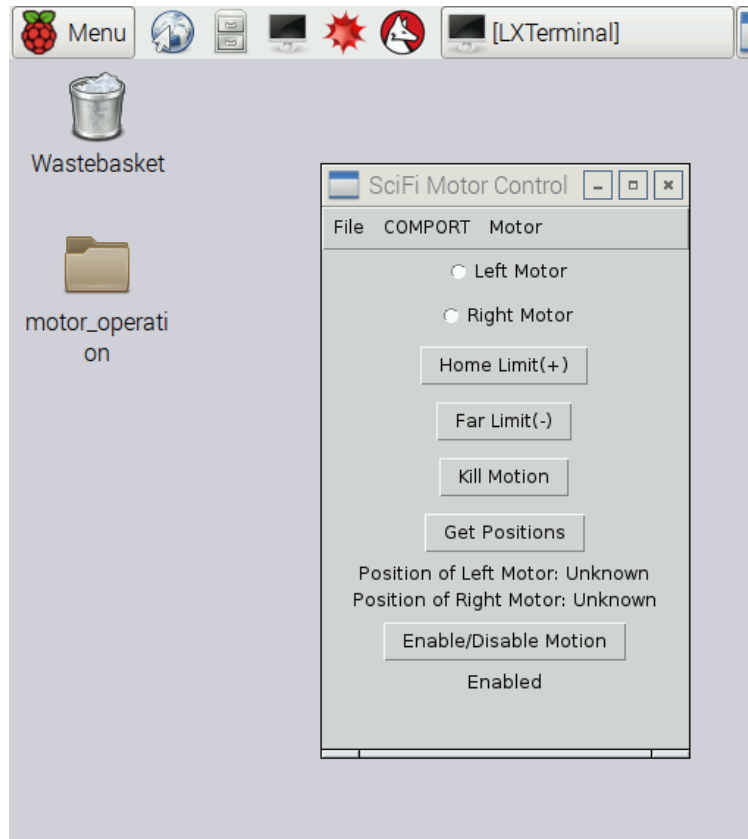 Menu
[LXTerminal]
Wastebasket
motor_operati
on
SciFi Motor Control
File COMPORT Motor
Left Motor
Right Motor
Home Limit(+)
Far Limit(-)
Kill Motion
Get Positions
Position of Left Motor: Unknown
Position of Right Motor: Unknown
Enable/Disable Motion
Enabled